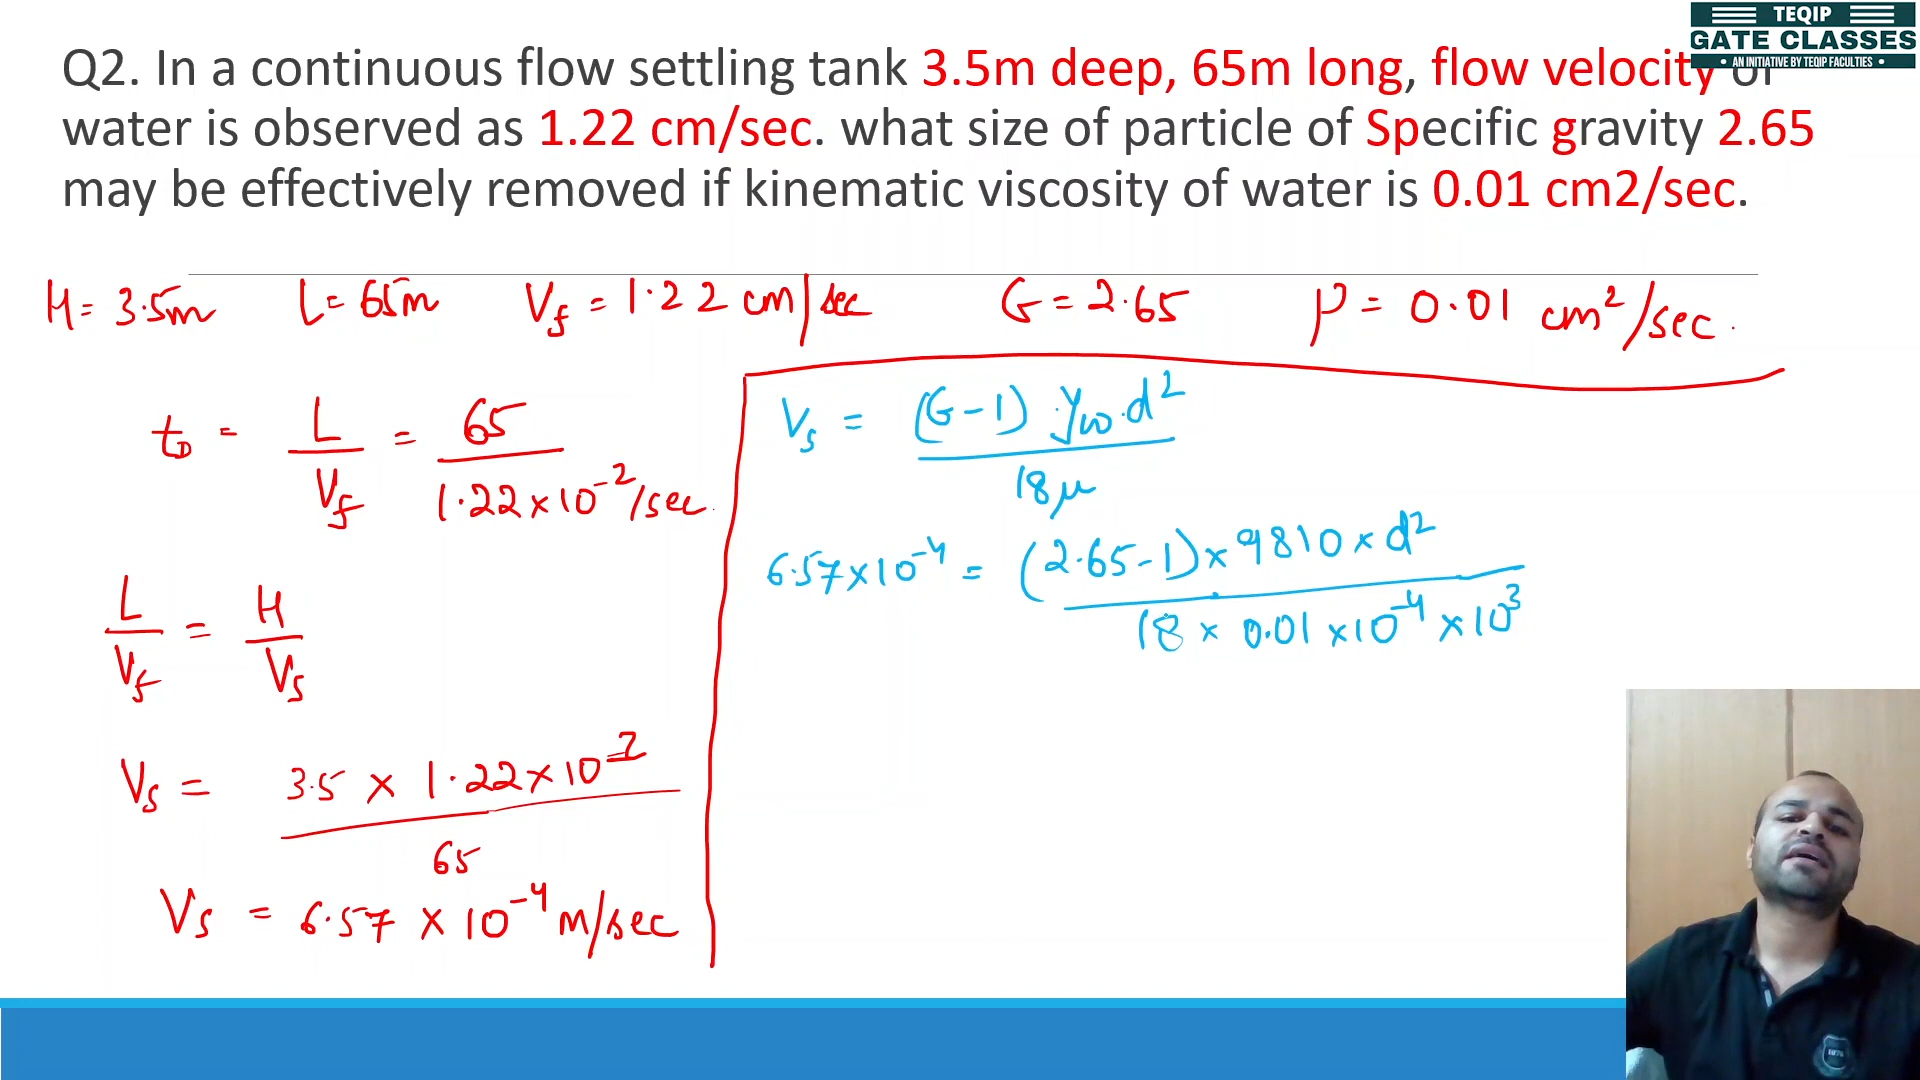 TEQIP
GATE CLASSES
• AN INITIATIVE BY TEQIP FACULTIES •
Q2. In a continuous flow settling tank 3.5m deep, 65m long, flow velocity of
water is observed as 1.22 cm/sec. what size of particle of Specific gravity 2.65
may be effectively removed if kinematic viscosity of water is 0.01 cm2/sec.
H = 3.5m L = 65m Vf = 1.22 cm/sec G = 2.65 ν = 0.01 cm²/sec.
tD = L/Vf = 65/1.22×10⁻²/sec.
L/Vf = H/Vs
Vs = 3.5 × 1.22×10⁻²/65
Vs = 6.57 × 10⁻⁴ m/sec
Vs = (G-1)·γw·d²/18μ
6.57×10⁻⁴ = (2.65-1)×9810×d²/18×0.01×10⁻⁴×10³